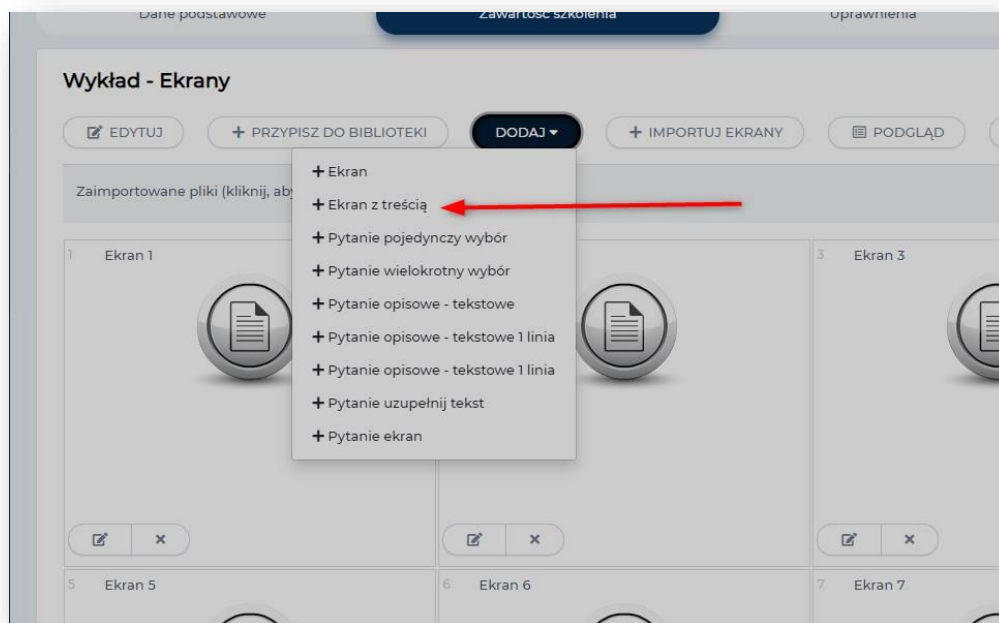 Dane podstawowe
Zawartość szkolenia
Uprawnienia
Wykład - Ekrany
EDYTUJ
PRZYPISZ DO BIBLIOTEKI
DODAJ
IMPORTUJ EKRANY
PODGLĄD
Zaimportowane pliki (kliknij, aby
Ekran
Ekran z treścią
Pytanie pojedynczy wybór
Pytanie wielokrotny wybór
Pytanie opisowe - tekstowe
Pytanie opisowe - tekstowe 1 linia
Pytanie opisowe - tekstowe 1 linia
Pytanie uzupełnij tekst
Pytanie ekran
1 Ekran 1
3 Ekran 3
5 Ekran 5
6 Ekran 6
7 Ekran 7